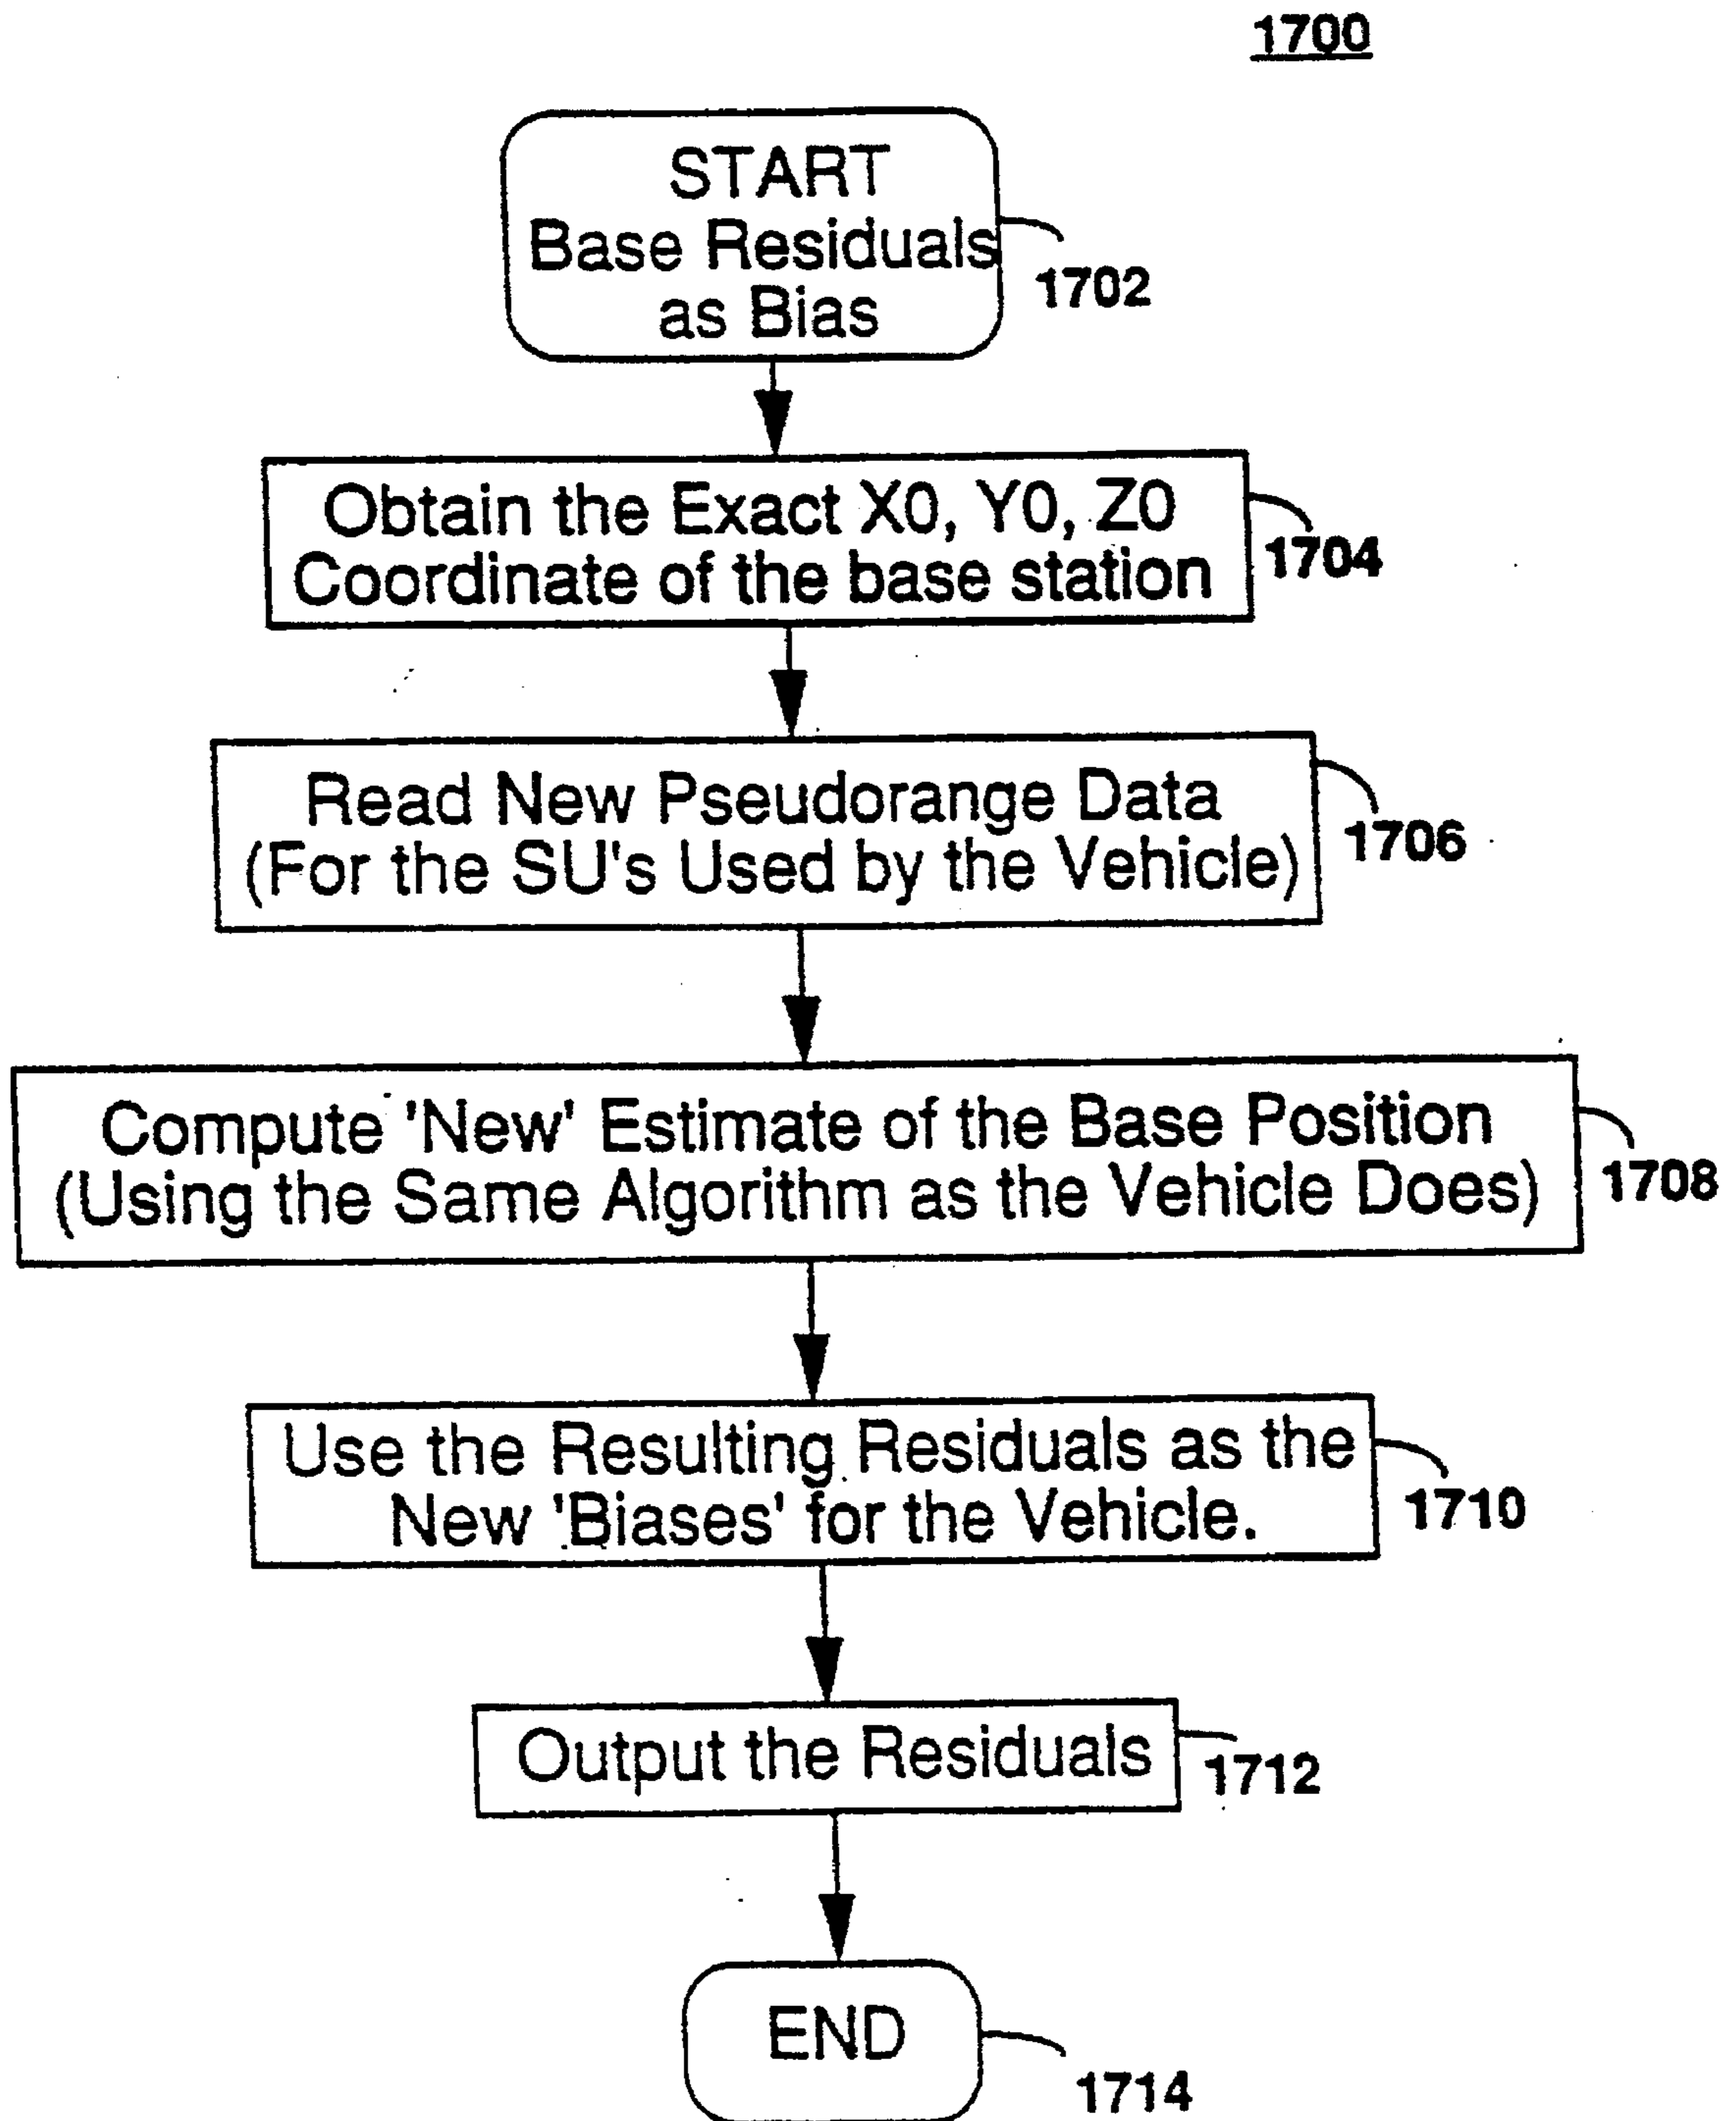 1700
START
Base Residuals
as Bias
1702
Obtain the Exact X0, Y0, Z0
Coordinate of the base station
1704
Read New Pseudorange Data
(For the SU's Used by the Vehicle)
1706
Compute 'New' Estimate of the Base Position
(Using the Same Algorithm as the Vehicle Does)
1708
Use the Resulting Residuals as the
New 'Biases' for the Vehicle.
1710
Output the Residuals
1712
END
1714